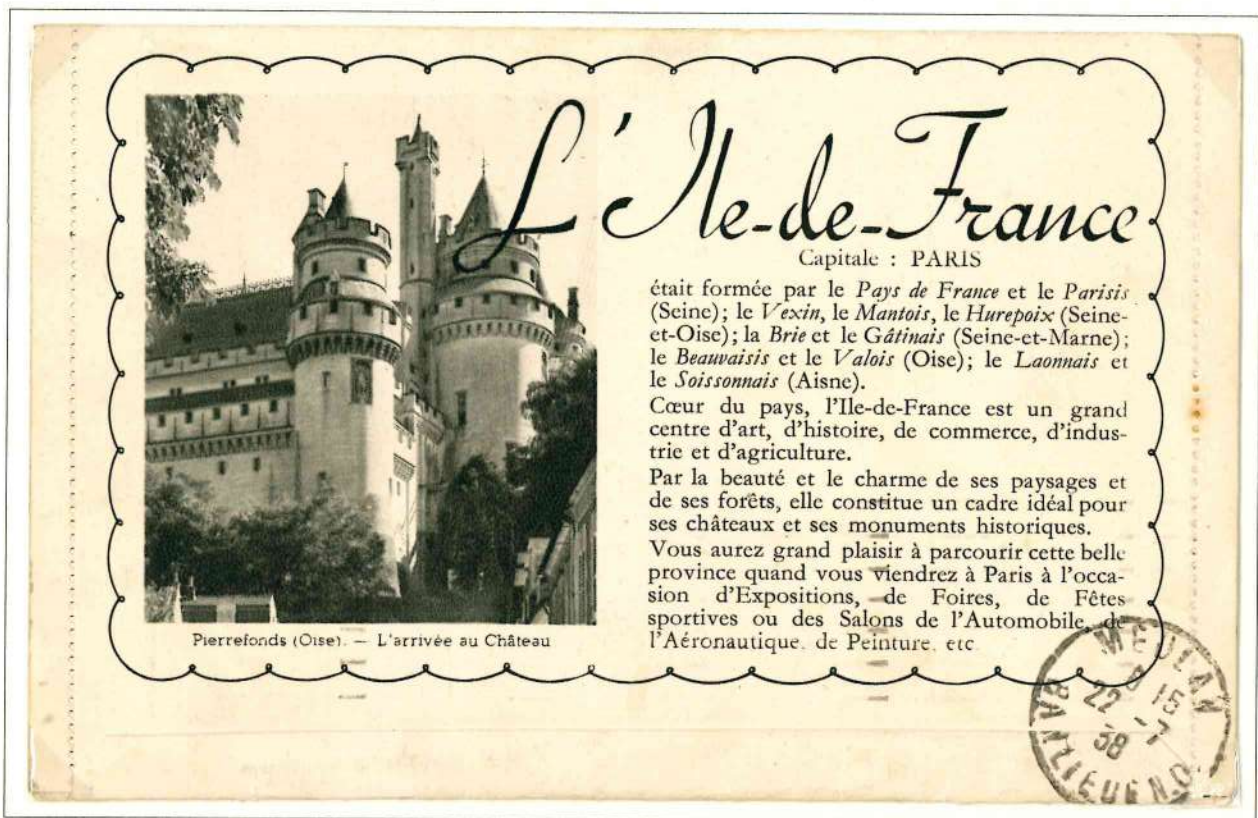 L'Ile-de-France
Capitale : PARIS
était formée par le Pays de France et le Parisis
(Seine); le Vexin, le Mantois, le Hurepoix (Seine-
et-Oise); la Brie et le Gâtinais (Seine-et-Marne);
le Beauvaisis et le Valois (Oise); le Laonnais et
le Soissonnais (Aisne).
Cœur du pays, l'Ile-de-France est un grand
centre d'art, d'histoire, de commerce, d'indus-
trie et d'agriculture.
Par la beauté et le charme de ses paysages et
de ses forêts, elle constitue un cadre idéal pour
ses châteaux et ses monuments historiques.
Vous aurez grand plaisir à parcourir cette belle
province quand vous viendrez à Paris à l'occa-
sion d'Expositions, de Foires, de Fêtes
sportives ou des Salons de l'Automobile, de
l'Aéronautique, de Peinture, etc
Pierrefonds (Oise). — L'arrivée au Château
MEULAN
15
22 -7
38